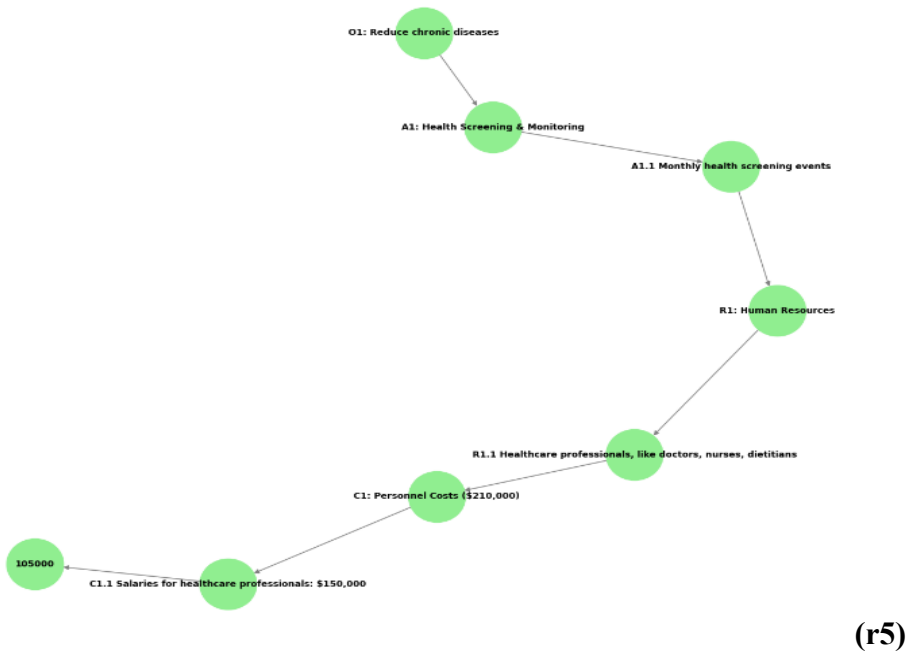 O1: Reduce chronic diseases
A1: Health Screening & Monitoring
A1.1 Monthly health screening events
R1: Human Resources
R1.1 Healthcare professionals, like doctors, nurses, dietitians
C1: Personnel Costs ($210,000)
105000
C1.1 Salaries for healthcare professionals: $150,000
(r5)